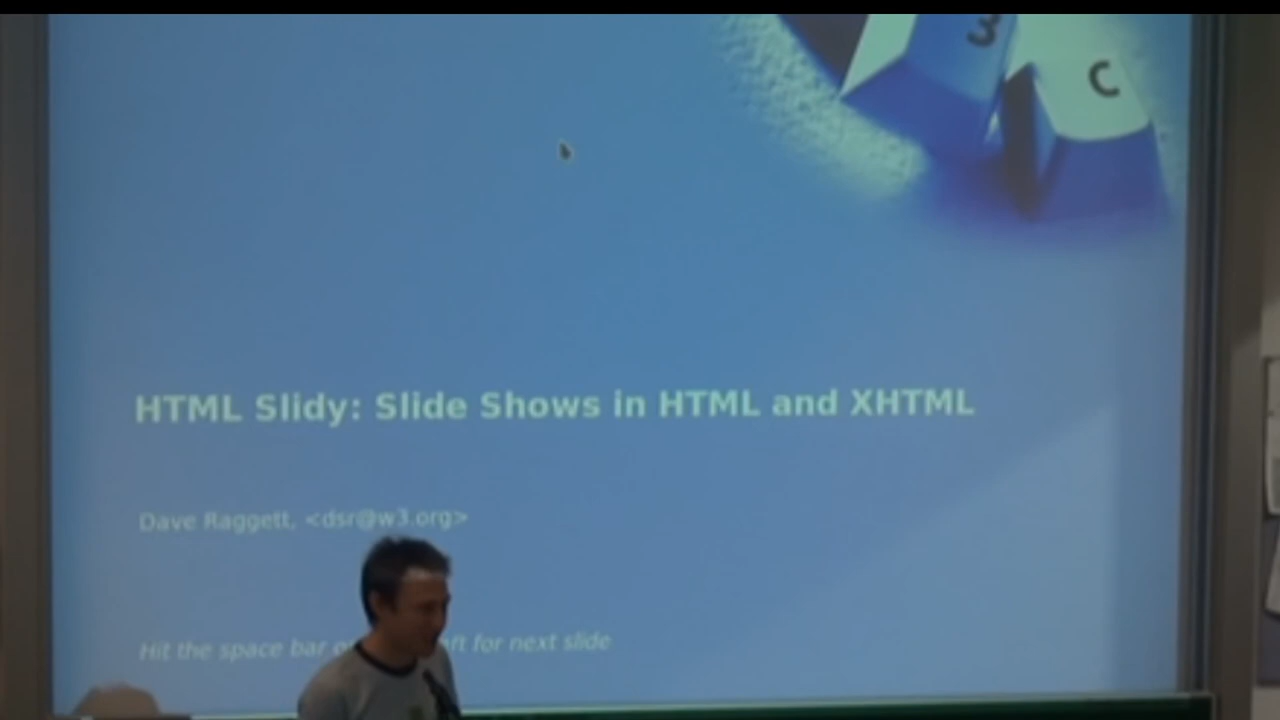 3
C
HTML Slidy: Slide Shows in HTML and XHTML
Dave Raggett, <dsr@w3.org>
Hit the space bar for next slide